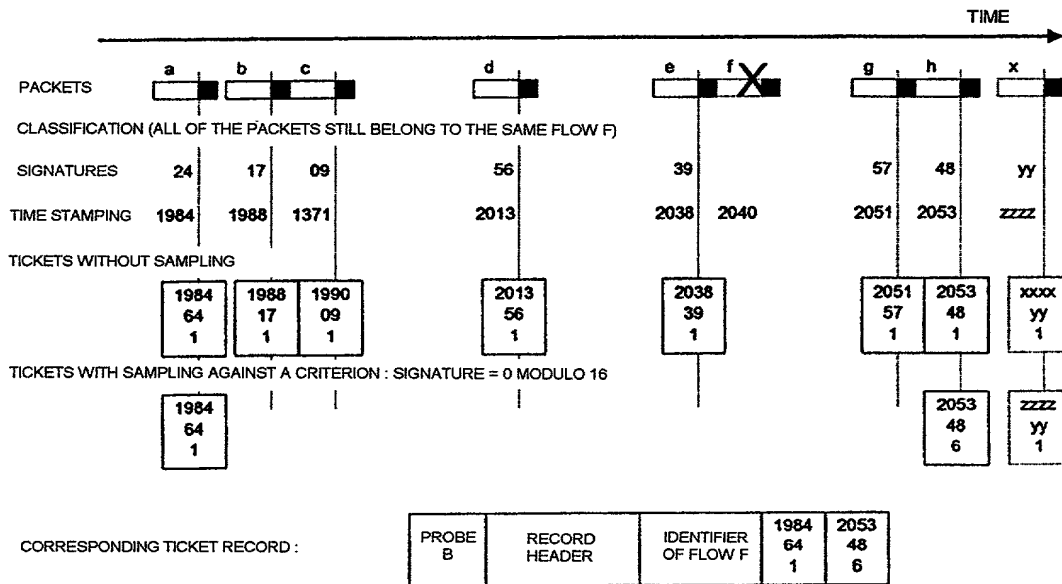 TIME
a b c d e f g h x
PACKETS
CLASSIFICATION (ALL OF THE PACKETS STILL BELONG TO THE SAME FLOW F)
SIGNATURES 24 17 09 56 39 57 48 yy
TIME STAMPING 1984 1988 1371 2013 2038 2040 2051 2053 zzzz
TICKETS WITHOUT SAMPLING
1984 1988 1990 2013 2038 2051 2053 xxxx
64 17 09 56 39 57 48 yy
1 1 1 1 1 1 1 1
TICKETS WITH SAMPLING AGAINST A CRITERION : SIGNATURE = 0 MODULO 16
1984 2053 zzzz
64 48 yy
1 6 1
CORRESPONDING TICKET RECORD :
PROBE B
RECORD HEADER
IDENTIFIER OF FLOW F
1984 2053
64 48
1 6